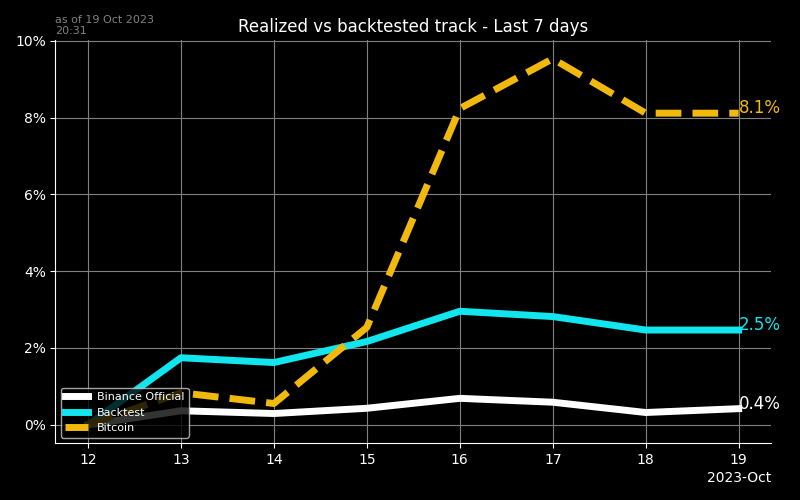 as of 19 Oct 2023
20:31
Realized vs backtested track - Last 7 days
10%
8%
6%
4%
2%
0%
8.1%
2.5%
0.4%
Binance Official
Backtest
Bitcoin
12 13 14 15 16 17 18 19
2023-Oct